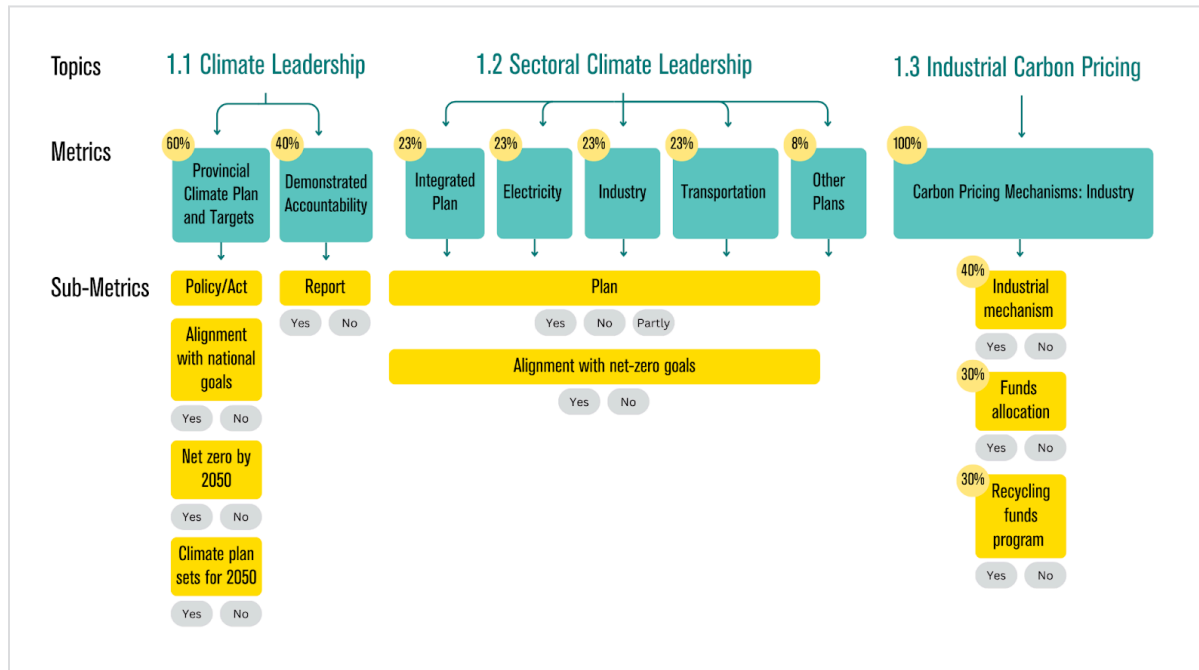 Topics
1.1 Climate Leadership
1.2 Sectoral Climate Leadership
1.3 Industrial Carbon Pricing
Metrics
60%
Provincial
Climate Plan
and Targets
40%
Demonstrated
Accountability
23%
Integrated
Plan
23%
Electricity
23%
Industry
23%
Transportation
8%
Other
Plans
100%
Carbon Pricing Mechanisms: Industry
Sub-Metrics
Policy/Act
Alignment
with national
goals
Yes No
Net zero by
2050
Yes No
Climate plan
sets for 2050
Yes No
Report
Yes No
Plan
Yes No Partly
Alignment with net-zero goals
Yes No
40%
Industrial
mechanism
Yes No
30%
Funds
allocation
Yes No
30%
Recycling
funds
program
Yes No